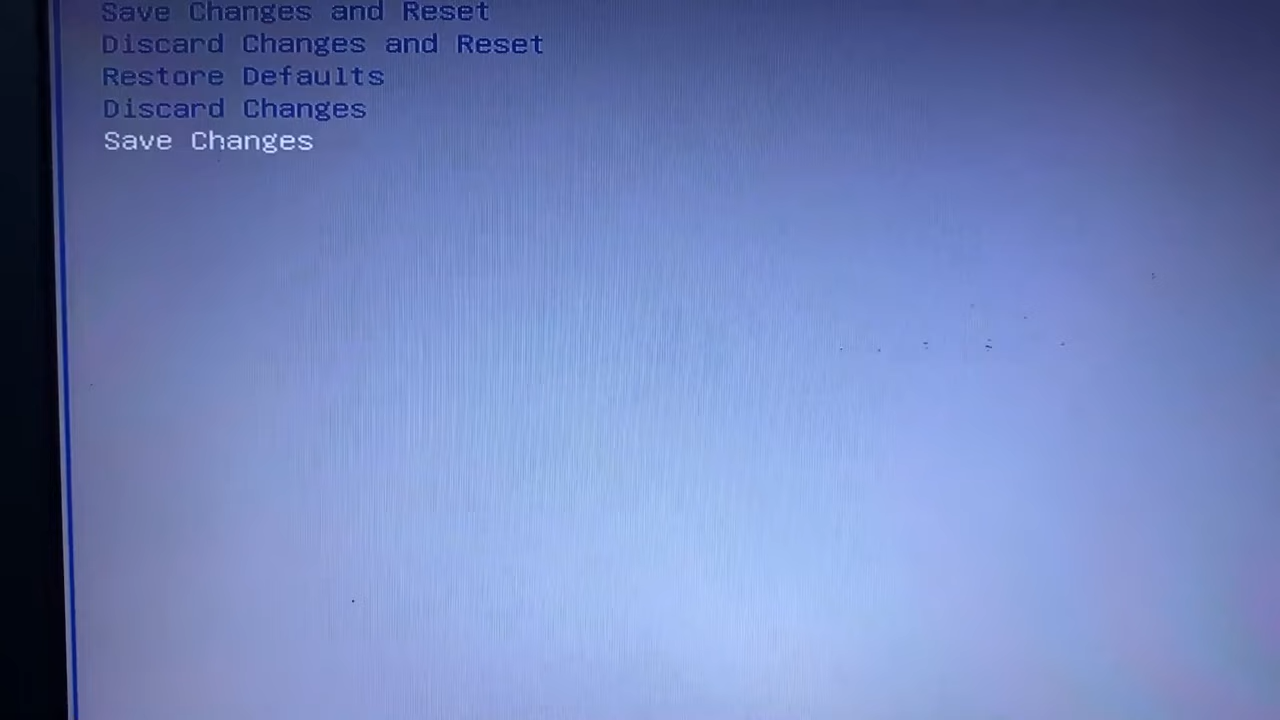 Save Changes and Reset
Discard Changes and Reset
Restore Defaults
Discard Changes
Save Changes